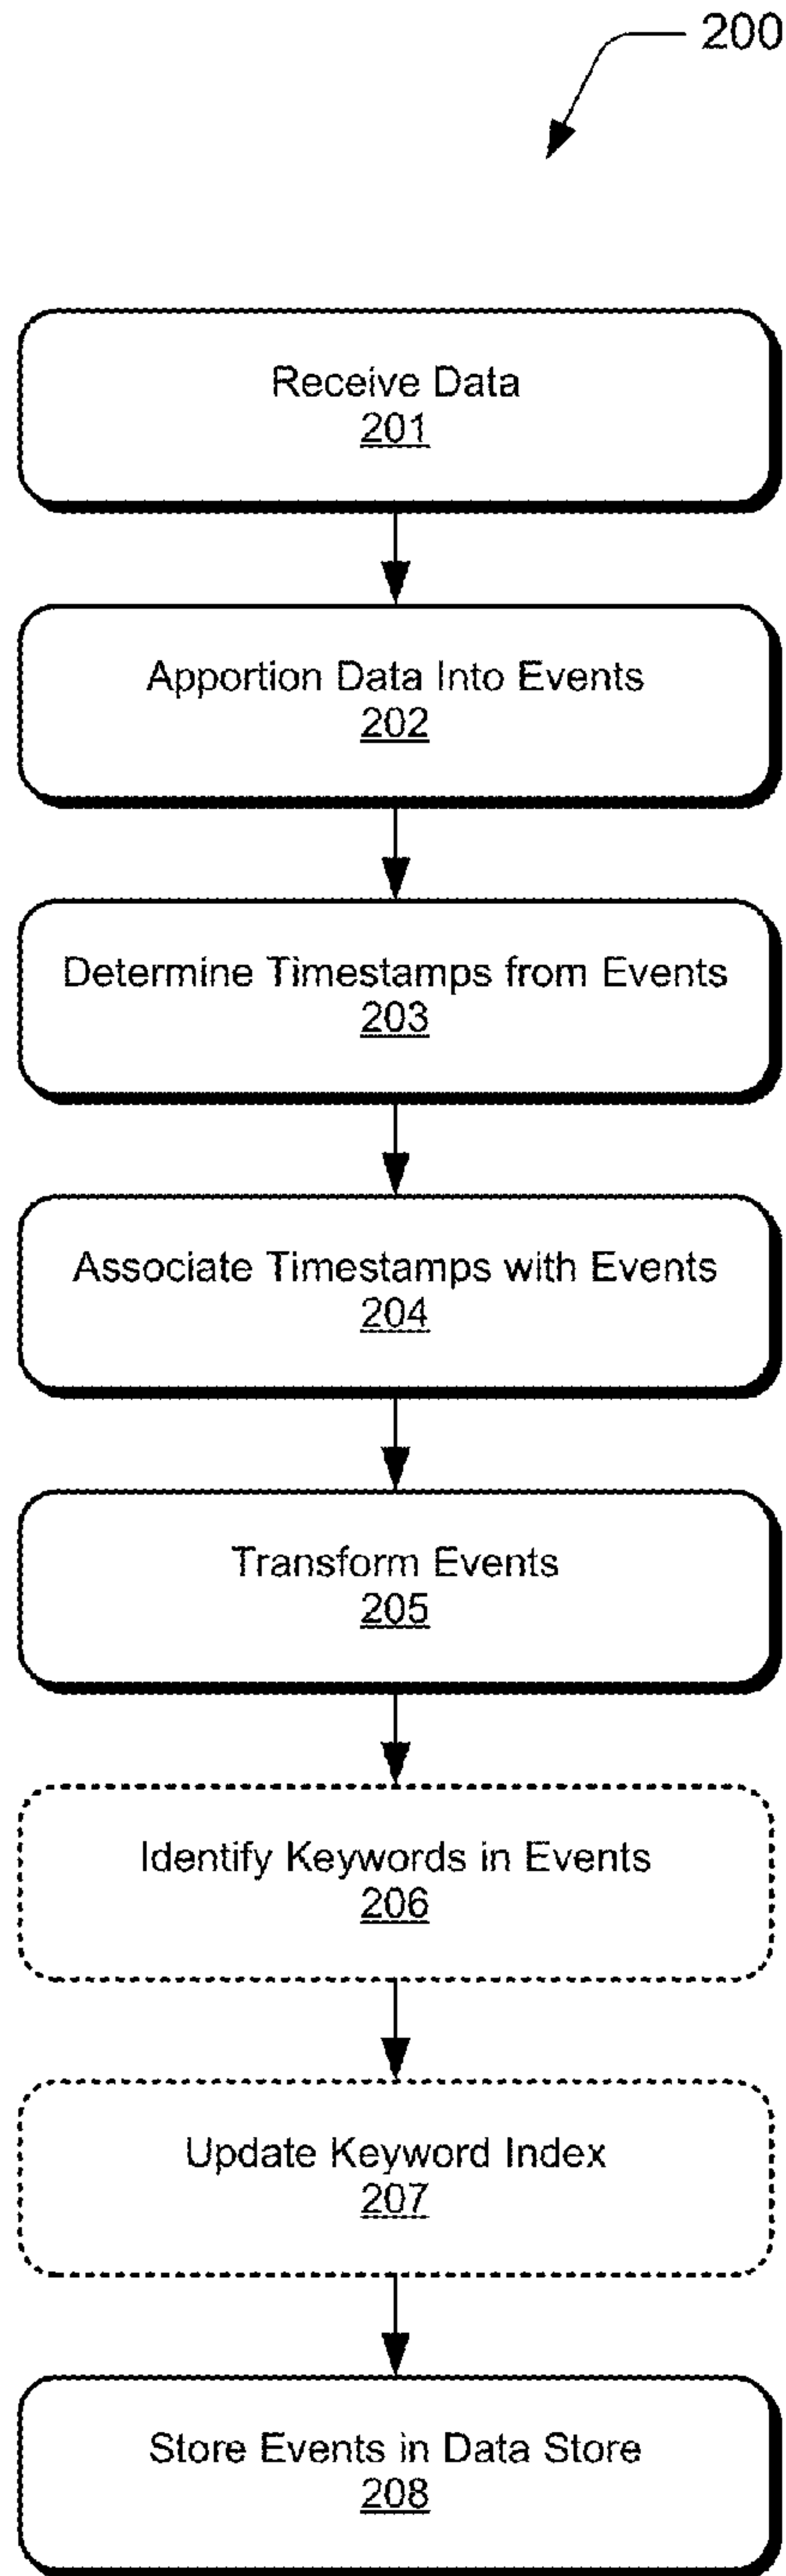 200
Receive Data
201
Apportion Data Into Events
202
Determine Timestamps from Events
203
Associate Timestamps with Events
204
Transform Events
205
Identify Keywords in Events
206
Update Keyword Index
207
Store Events in Data Store
208